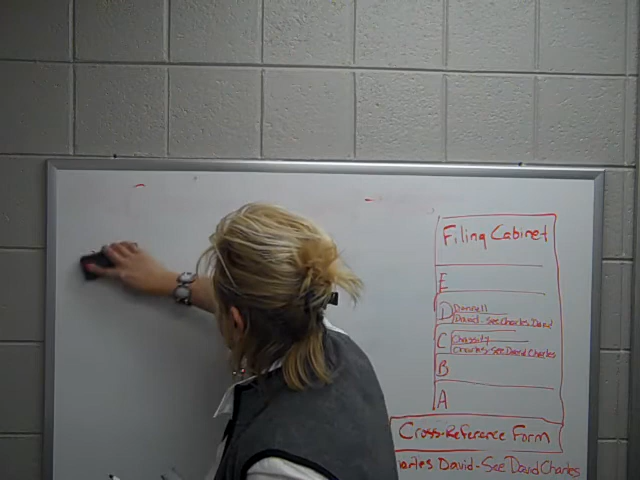 Filing Cabinet
E
D Darnell
David-See Charles David
C Chassity
Charles-See David Charles
B
A
Cross-Reference Form
arles David-See David Charles